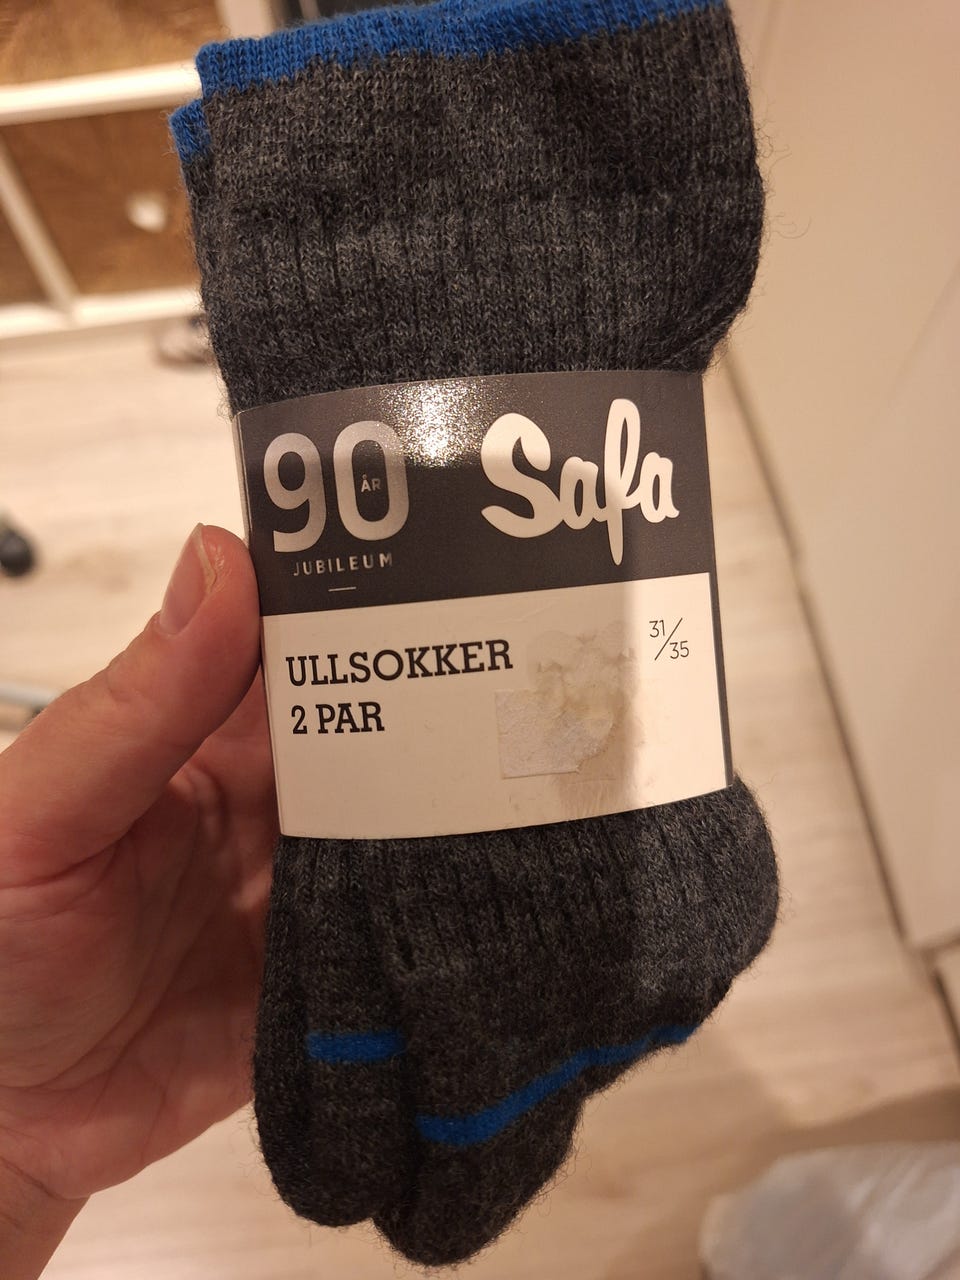 90
ÅR
JUBILEUM
Safa
ULLSOKKER
2 PAR
31/35